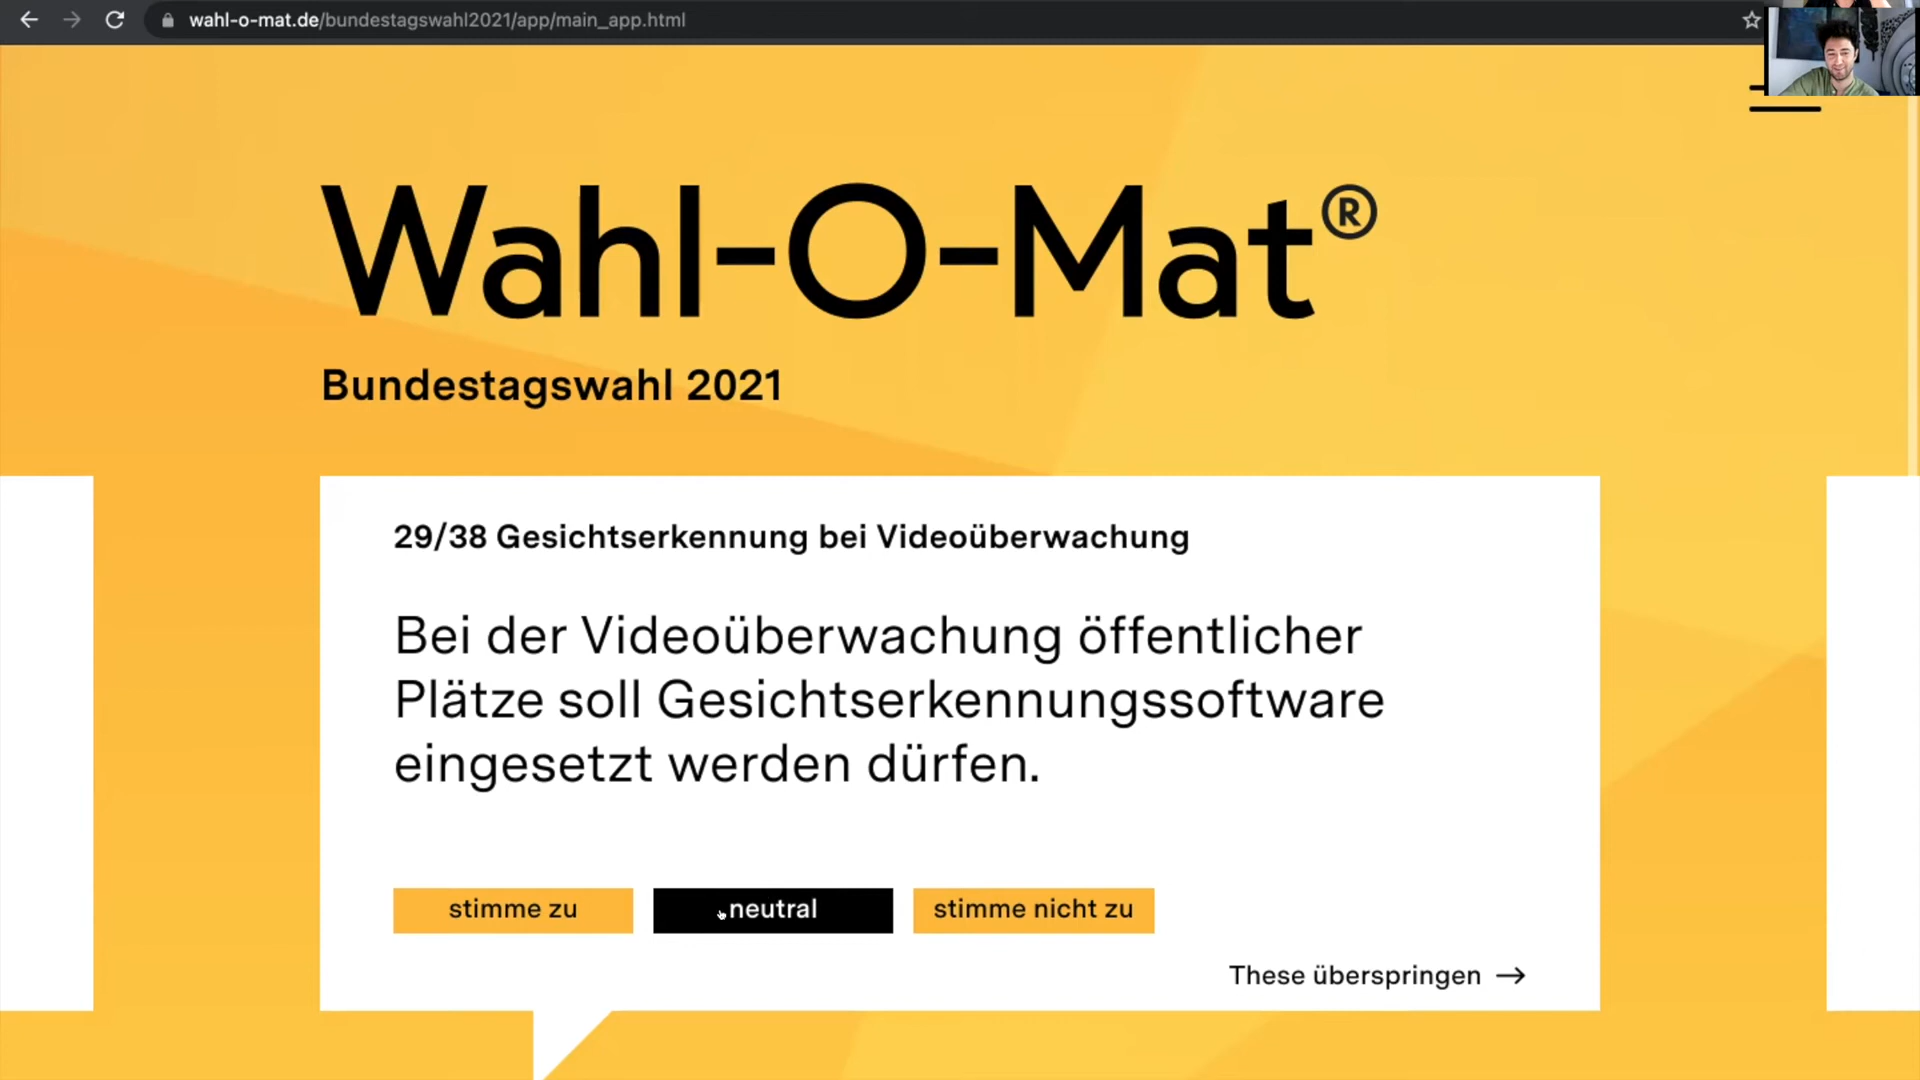 wahl-o-mat.de/bundestagswahl2021/app/main_app.html
Wahl-O-Mat®
Bundestagswahl 2021
29/38 Gesichtserkennung bei Videoüberwachung
Bei der Videoüberwachung öffentlicher
Plätze soll Gesichtserkennungssoftware
eingesetzt werden dürfen.
stimme zu
neutral
stimme nicht zu
These überspringen →